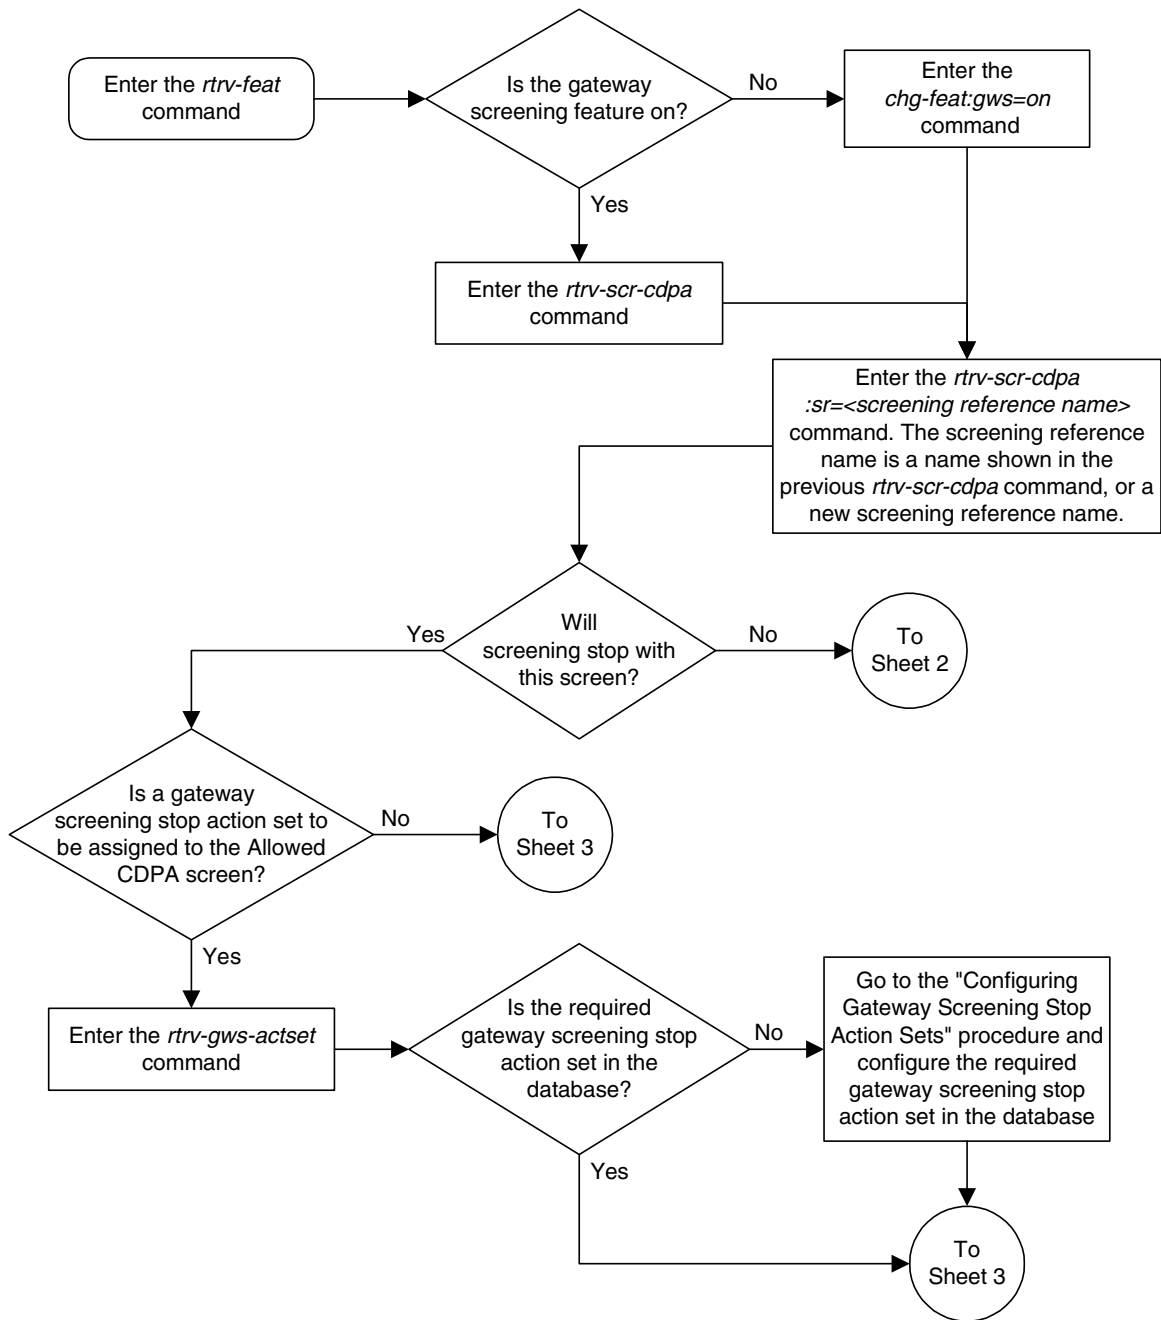 Enter the rtrv-feat
command
Is the gateway
screening feature on?
No
Enter the
chg-feat:gws=on
command
Yes
Enter the rtrv-scr-cdpa
command
Enter the rtrv-scr-cdpa
:sr=<screening reference name>
command. The screening reference
name is a name shown in the
previous rtrv-scr-cdpa command, or a
new screening reference name.
Will
screening stop with
this screen?
Yes
No
To
Sheet 2
Is a gateway
screening stop action set to
be assigned to the Allowed
CDPA screen?
No
To
Sheet 3
Yes
Enter the rtrv-gws-actset
command
Is the required
gateway screening stop
action set in the
database?
No
Go to the "Configuring
Gateway Screening Stop
Action Sets" procedure and
configure the required
gateway screening stop
action set in the database
Yes
To
Sheet 3